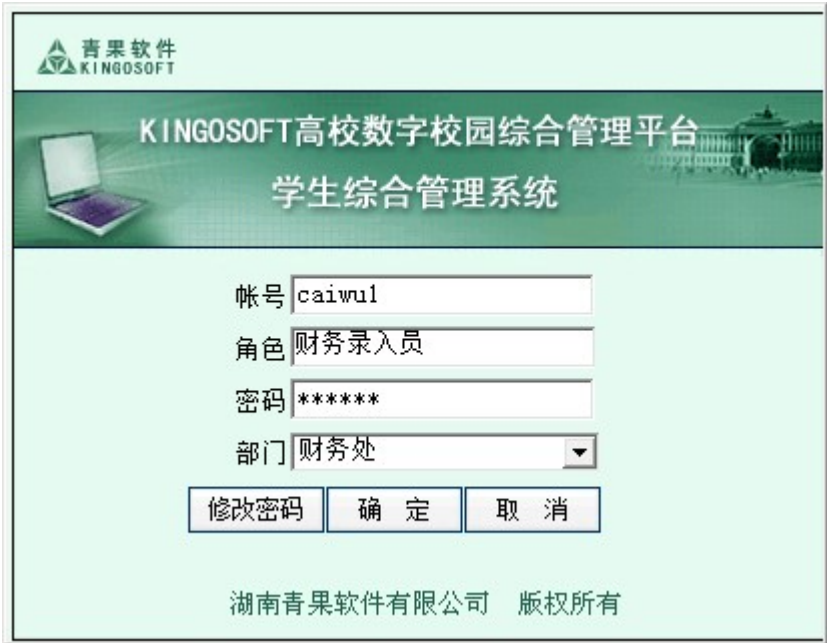 青果软件
KINGOSOFT
KINGOSOFT高校数字校园综合管理平台
学生综合管理系统
帐号 caiwu1
角色 财务录入员
密码 ******
部门 财务处
修改密码 确 定 取 消
湖南青果软件有限公司 版权所有